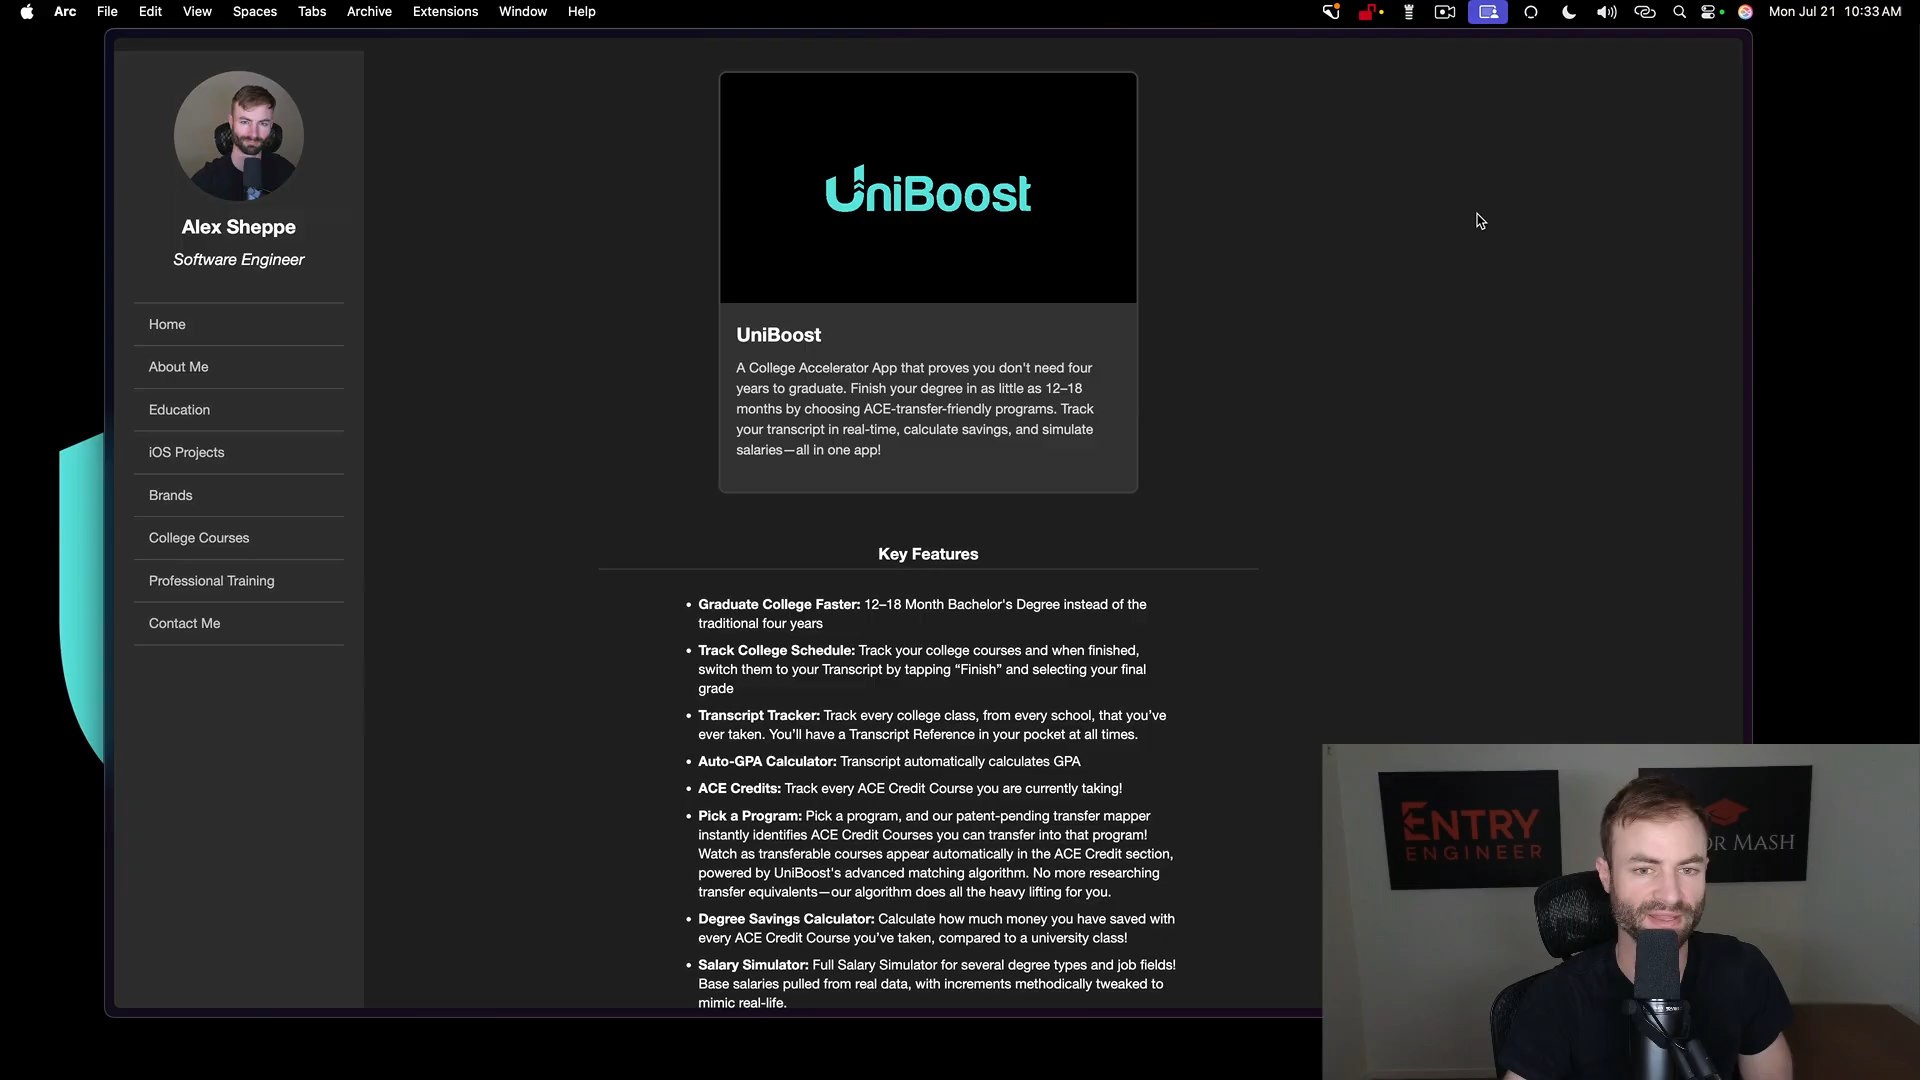 Arc File Edit View Spaces Tabs Archive Extensions Window Help
Mon Jul 21 10:33 AM
Alex Sheppe
Software Engineer
Home
About Me
Education
iOS Projects
Brands
College Courses
Professional Training
Contact Me
UniBoost
UniBoost
A College Accelerator App that proves you don't need four
years to graduate. Finish your degree in as little as 12–18
months by choosing ACE-transfer-friendly programs. Track
your transcript in real-time, calculate savings, and simulate
salaries—all in one app!
Key Features
• Graduate College Faster: 12–18 Month Bachelor's Degree instead of the
traditional four years
• Track College Schedule: Track your college courses and when finished,
switch them to your Transcript by tapping “Finish” and selecting your final
grade
• Transcript Tracker: Track every college class, from every school, that you’ve
ever taken. You’ll have a Transcript Reference in your pocket at all times.
• Auto-GPA Calculator: Transcript automatically calculates GPA
• ACE Credits: Track every ACE Credit Course you are currently taking!
• Pick a Program: Pick a program, and our patent-pending transfer mapper
instantly identifies ACE Credit Courses you can transfer into that program!
Watch as transferable courses appear automatically in the ACE Credit section,
powered by UniBoost's advanced matching algorithm. No more researching
transfer equivalents—our algorithm does all the heavy lifting for you.
• Degree Savings Calculator: Calculate how much money you have saved with
every ACE Credit Course you’ve taken, compared to a university class!
• Salary Simulator: Full Salary Simulator for several degree types and job fields!
Base salaries pulled from real data, with increments methodically tweaked to
mimic real-life.
ENTRY
ENGINEER
OR MASH